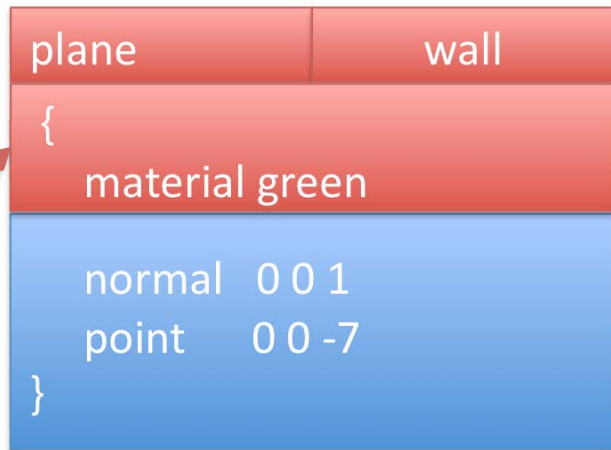 plane wall
{
material green
normal 0 0 1
point 0 0 -7
}